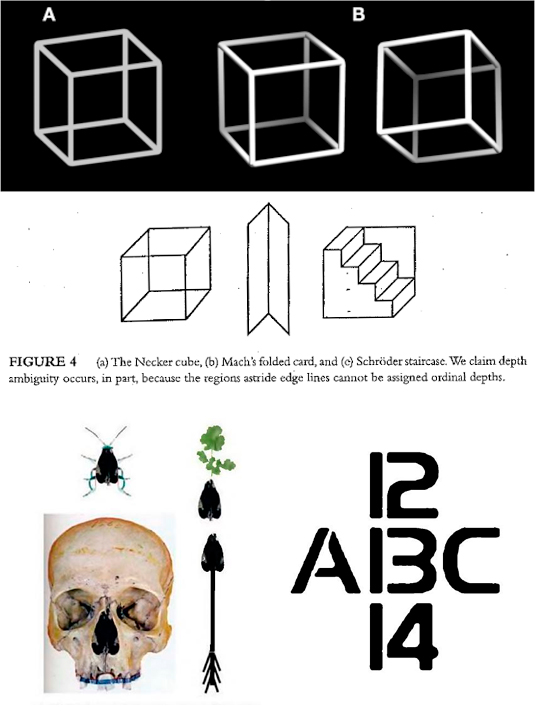 A B
FIGURE 4 (a) The Necker cube, (b) Mach's folded card, and (c) Schröder staircase. We claim depth
ambiguity occurs, in part, because the regions astride edge lines cannot be assigned ordinal depths.
12
ABC
14